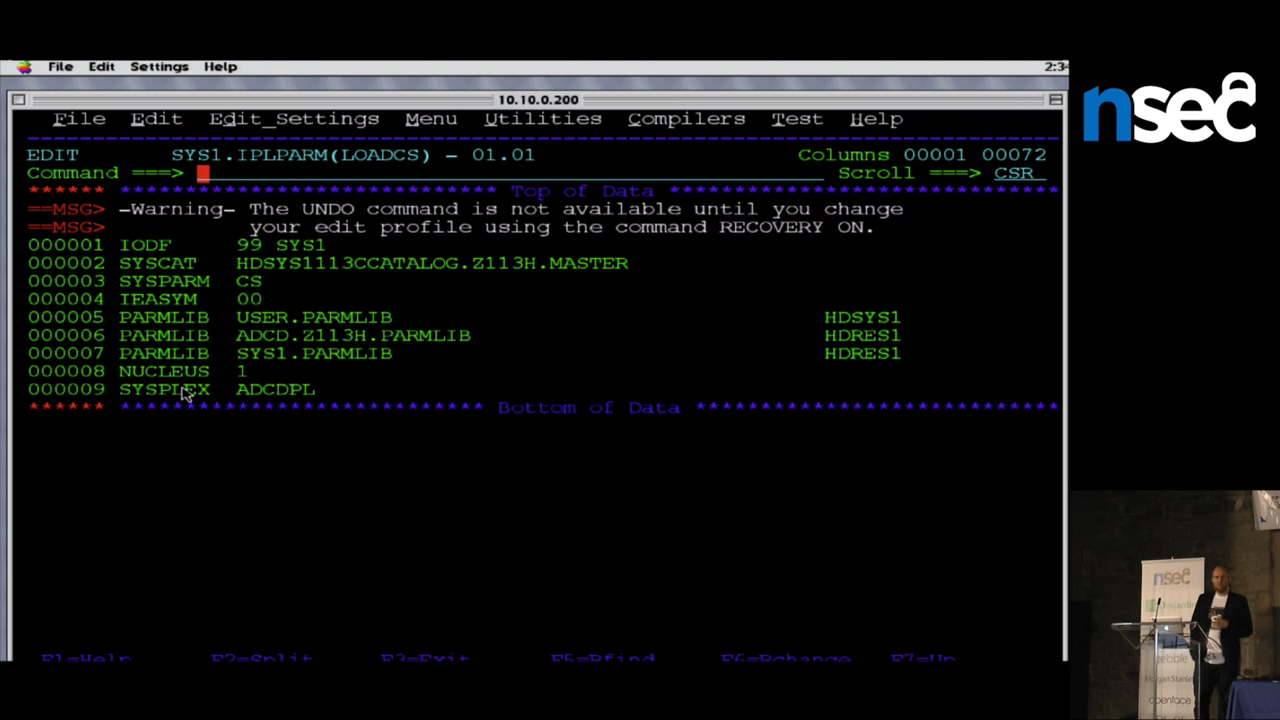 File Edit Settings Help 2:34
nsec
10.10.0.200
File Edit Edit_Settings Menu Utilities Compilers Test Help
EDIT SYS1.IPLPARM(LOADCS) - 01.01 Columns 00001 00072
Command ===> Scroll ===> CSR
****** ***************************** Top of Data ******************************
==MSG> -Warning- The UNDO command is not available until you change
==MSG> your edit profile using the command RECOVERY ON.
000001 IODF 99 SYS1
000002 SYSCAT HDSYS1113CCATALOG.Z113H.MASTER
000003 SYSPARM CS
000004 IEASYM 00
000005 PARMLIB USER.PARMLIB HDSYS1
000006 PARMLIB ADCD.Z113H.PARMLIB HDRES1
000007 PARMLIB SYS1.PARMLIB HDRES1
000008 NUCLEUS 1
000009 SYSPLEX ADCDPL
****** **************************** Bottom of Data ****************************
F1=Help F2=Split F3=Exit F5=Rfind F6=Rchange F7=Up
nsec
Morgan Stanley
openface